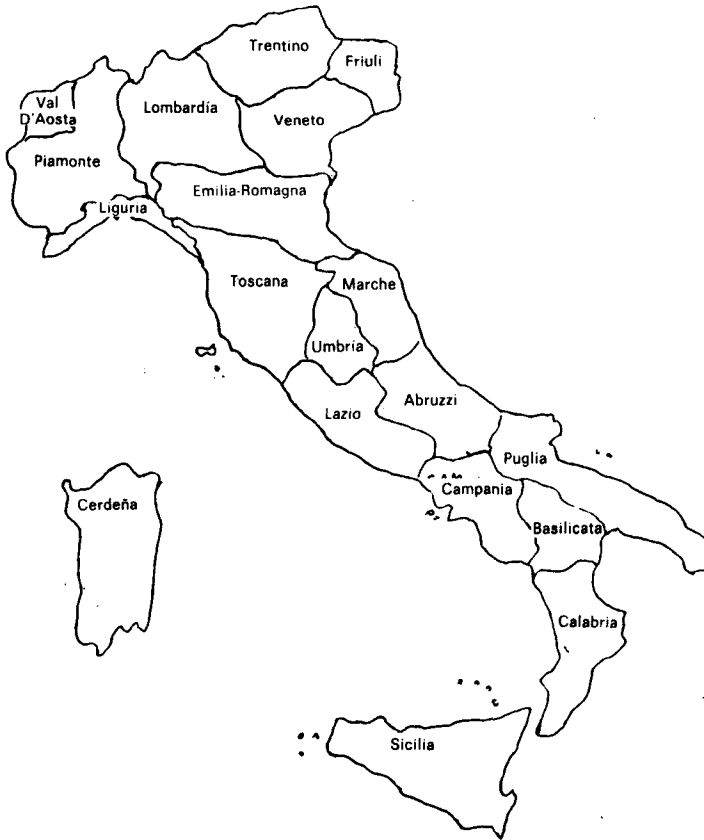 Trentino
Friuli
Val
D'Aosta
Lombardía
Veneto
Piamonte
Emilia-Romagna
Liguria
Toscana
Marche
Umbria
Abruzzi
Lazio
Puglia
Campania
Cerdeña
Basilicata
Calabria
Sicilia